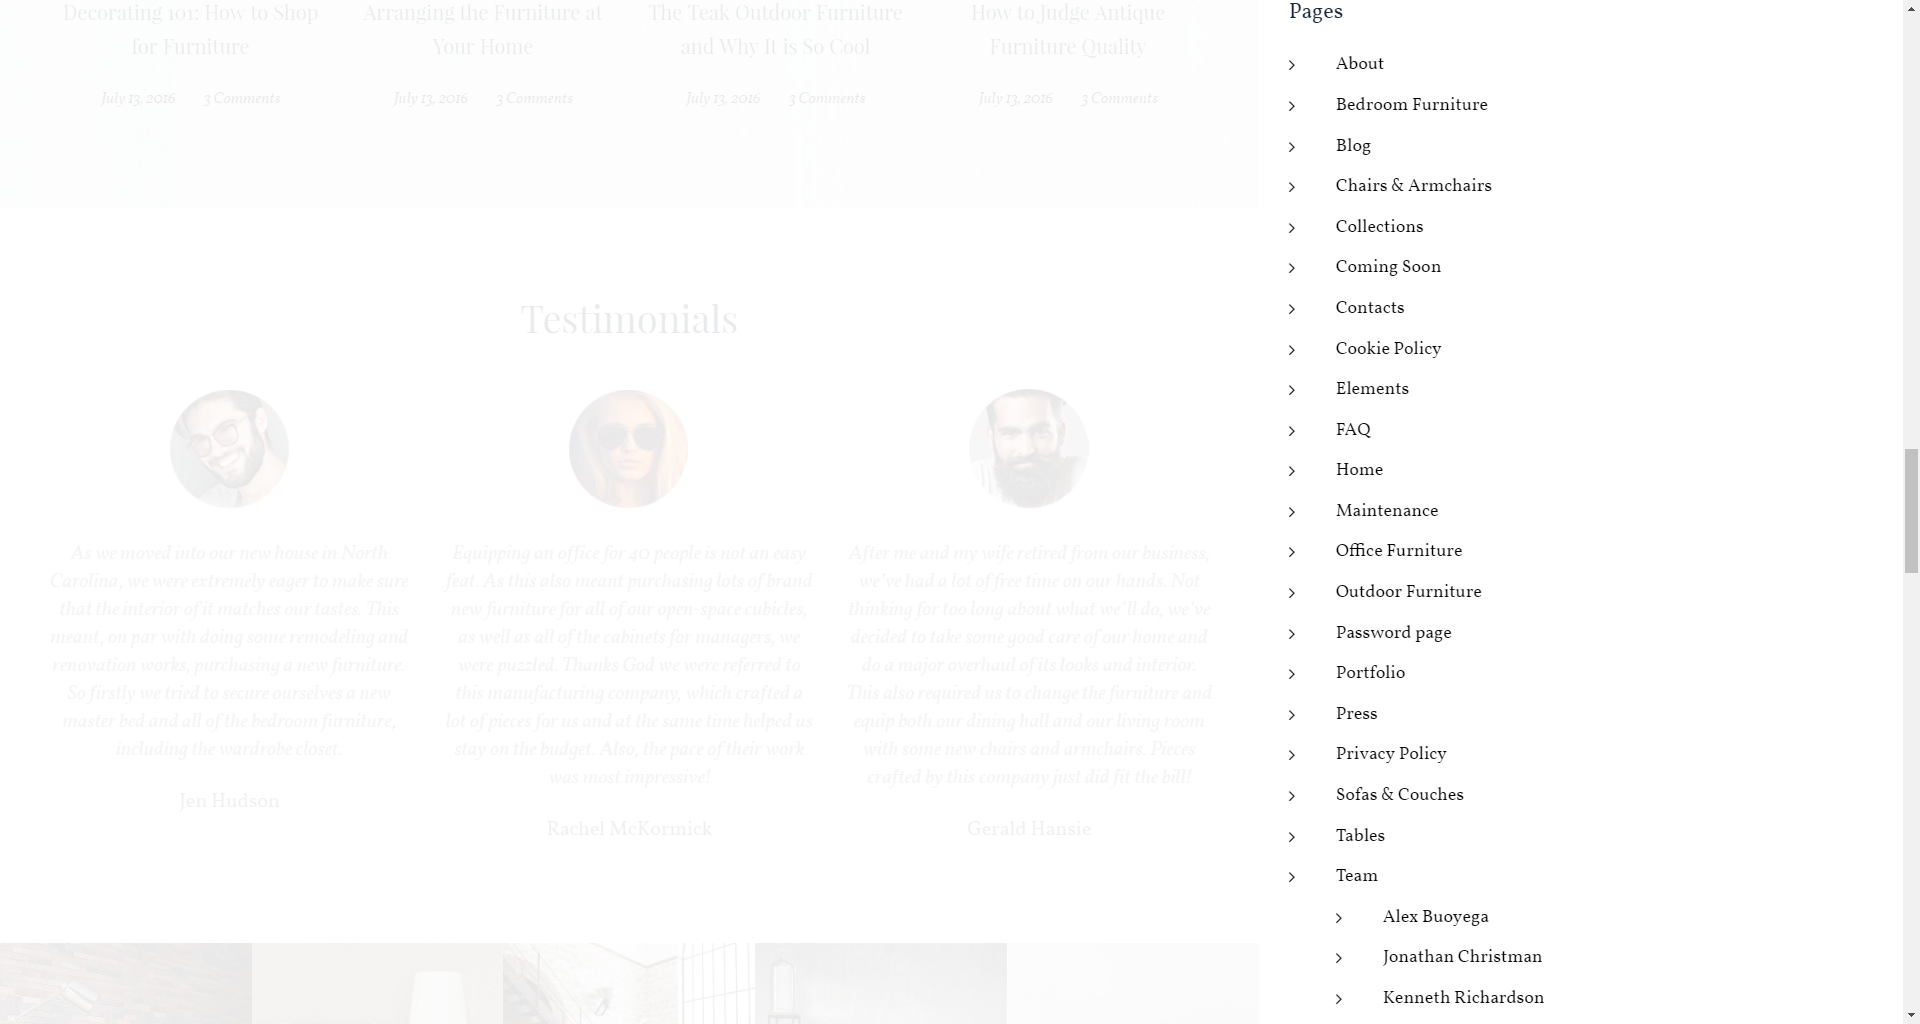 Decorating 101: How to Shop
for Furniture
July 13, 2016 3 Comments
Arranging the Furniture at
Your Home
July 13, 2016 3 Comments
The Teak Outdoor Furniture
and Why It is So Cool
July 13, 2016 3 Comments
How to Judge Antique
Furniture Quality
July 13, 2016 3 Comments
Testimonials
As we moved into our new house in North
Carolina, we were extremely eager to make sure
that the interior of it matches our tastes. This
meant, on par with doing some remodeling and
renovation works, purchasing a new furniture.
So firstly we tried to secure ourselves a new
master bed and all of the bedroom furniture,
including the wardrobe closet.
Jen Hudson
Equipping an office for 40 people is not an easy
feat. As this also meant purchasing lots of brand
new furniture for all of our open-space cubicles,
as well as all of the cabinets for managers, we
were puzzled. Thanks God we were referred to
this manufacturing company, which crafted a
lot of pieces for us and at the same time helped us
stay on the budget. Also, the pace of their work
was most impressive!
Rachel McKormick
After me and my wife retired from our business,
we've had a lot of free time on our hands. Not
thinking for too long about what we'll do, we've
decided to take some good care of our home and
do a major overhaul of its looks and interior.
This also required us to change the furniture and
equip both our dining hall and our living room
with some new chairs and armchairs. Pieces
crafted by this company just did fit the bill!
Gerald Hansie
Pages
About
Bedroom Furniture
Blog
Chairs & Armchairs
Collections
Coming Soon
Contacts
Cookie Policy
Elements
FAQ
Home
Maintenance
Office Furniture
Outdoor Furniture
Password page
Portfolio
Press
Privacy Policy
Sofas & Couches
Tables
Team
Alex Buoyega
Jonathan Christman
Kenneth Richardson